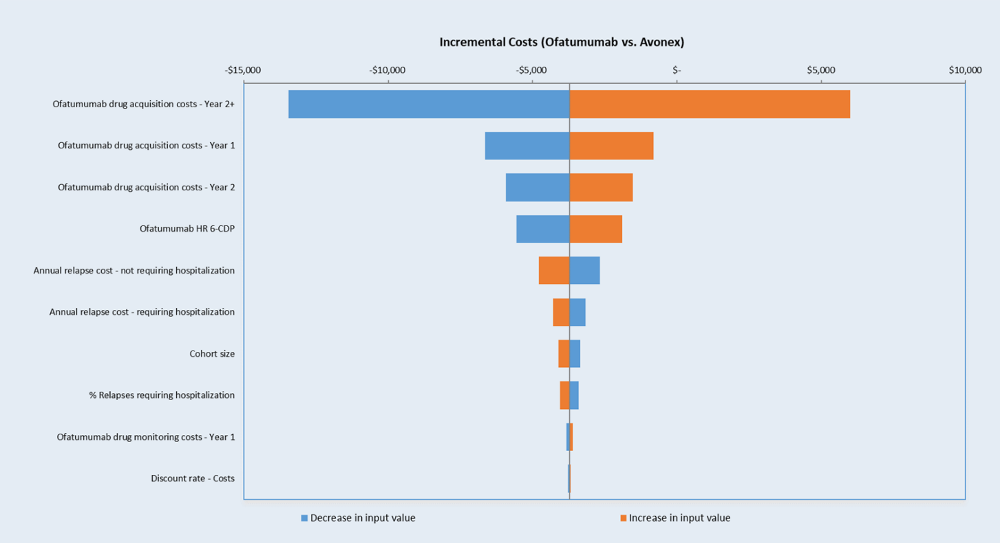 Incremental Costs (Ofatumumab vs. Avonex)
-$15,000 -$10,000 -$5,000 $- $5,000 $10,000
Ofatumumab drug acquisition costs - Year 2+
Ofatumumab drug acquisition costs - Year 1
Ofatumumab drug acquisition costs - Year 2
Ofatumumab HR 6-CDP
Annual relapse cost - not requiring hospitalization
Annual relapse cost - requiring hospitalization
Cohort size
% Relapses requiring hospitalization
Ofatumumab drug monitoring costs - Year 1
Discount rate - Costs
Decrease in input value Increase in input value